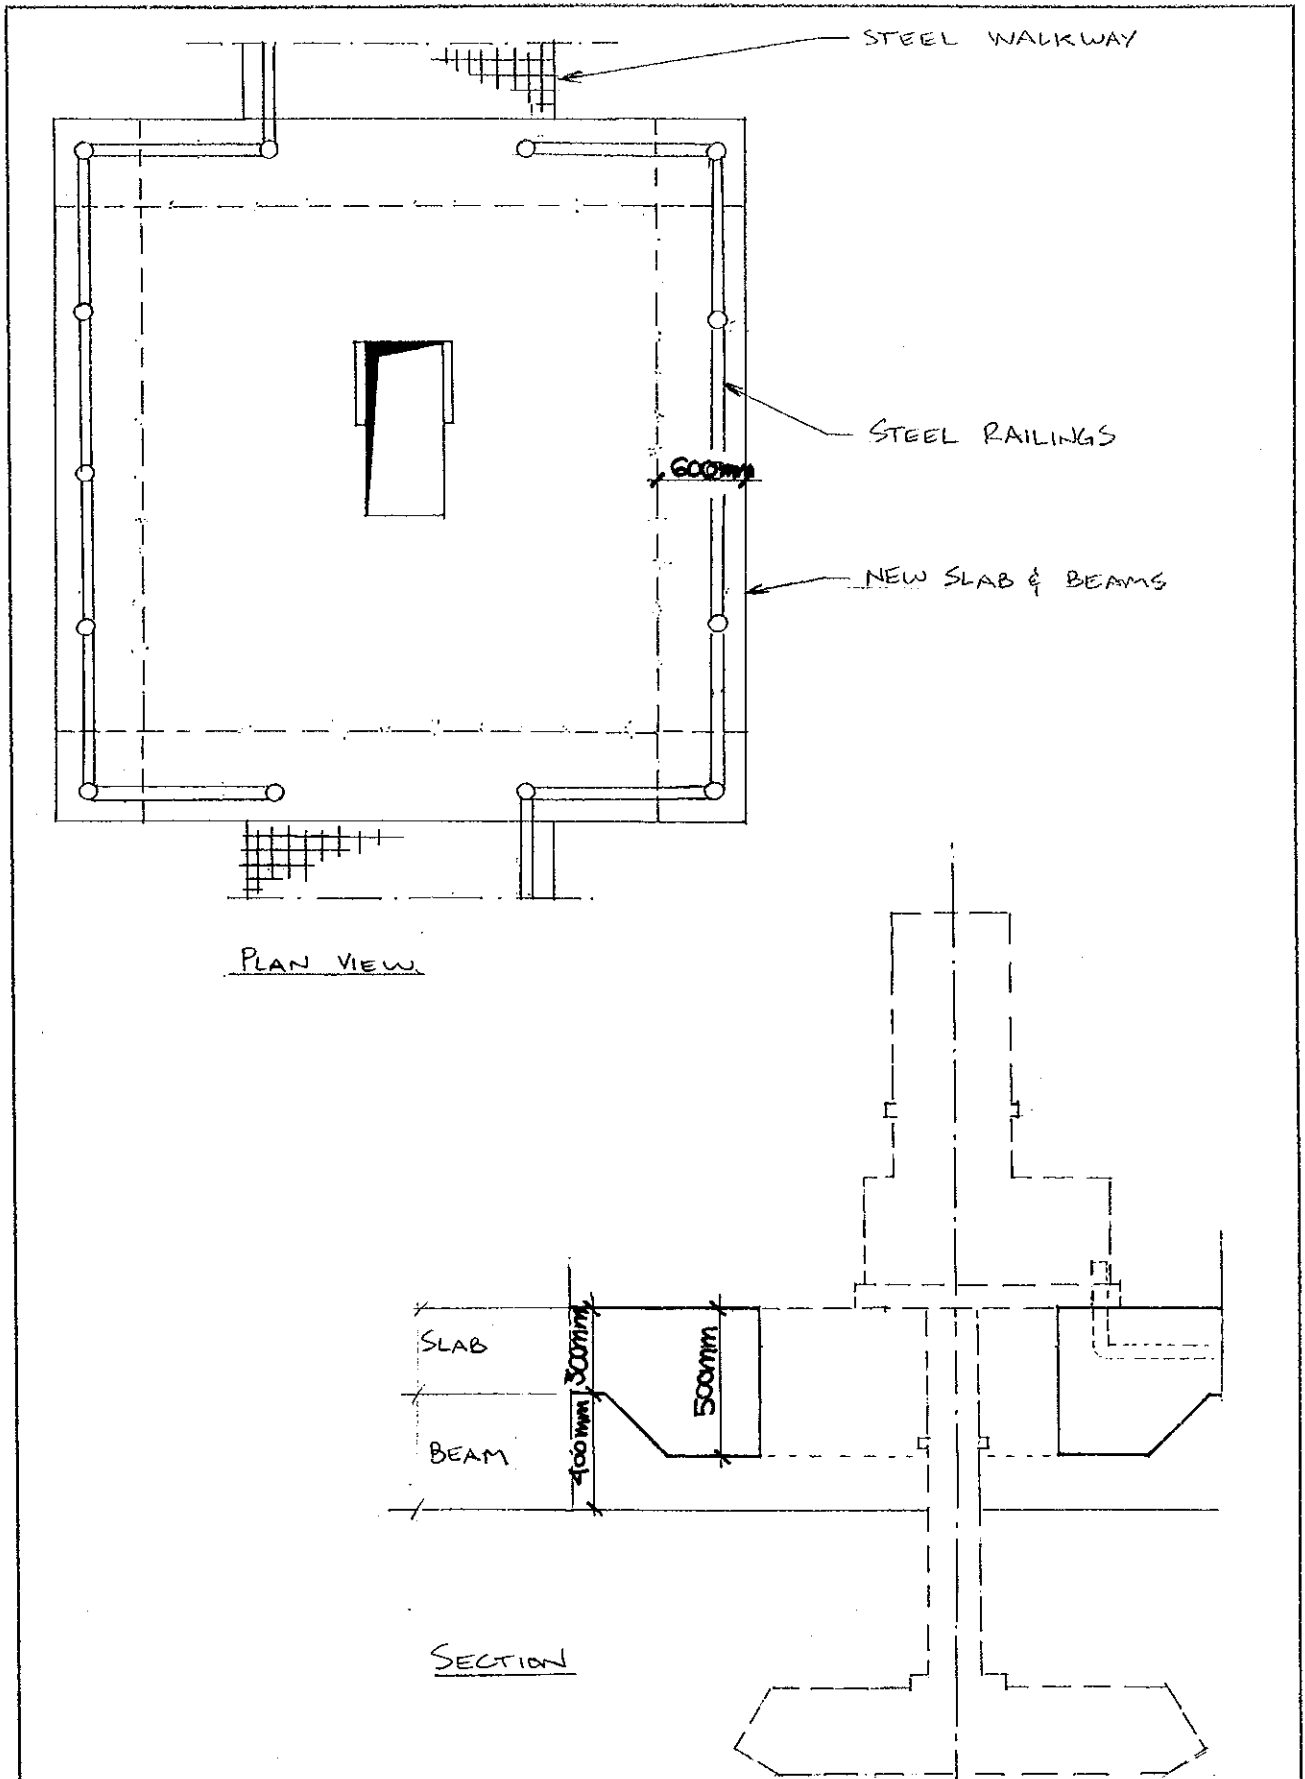 STEEL WALKWAY
STEEL RAILINGS
600mm
NEW SLAB & BEAMS
PLAN VIEW
SLAB
300mm
500mm
BEAM
400mm
SECTION